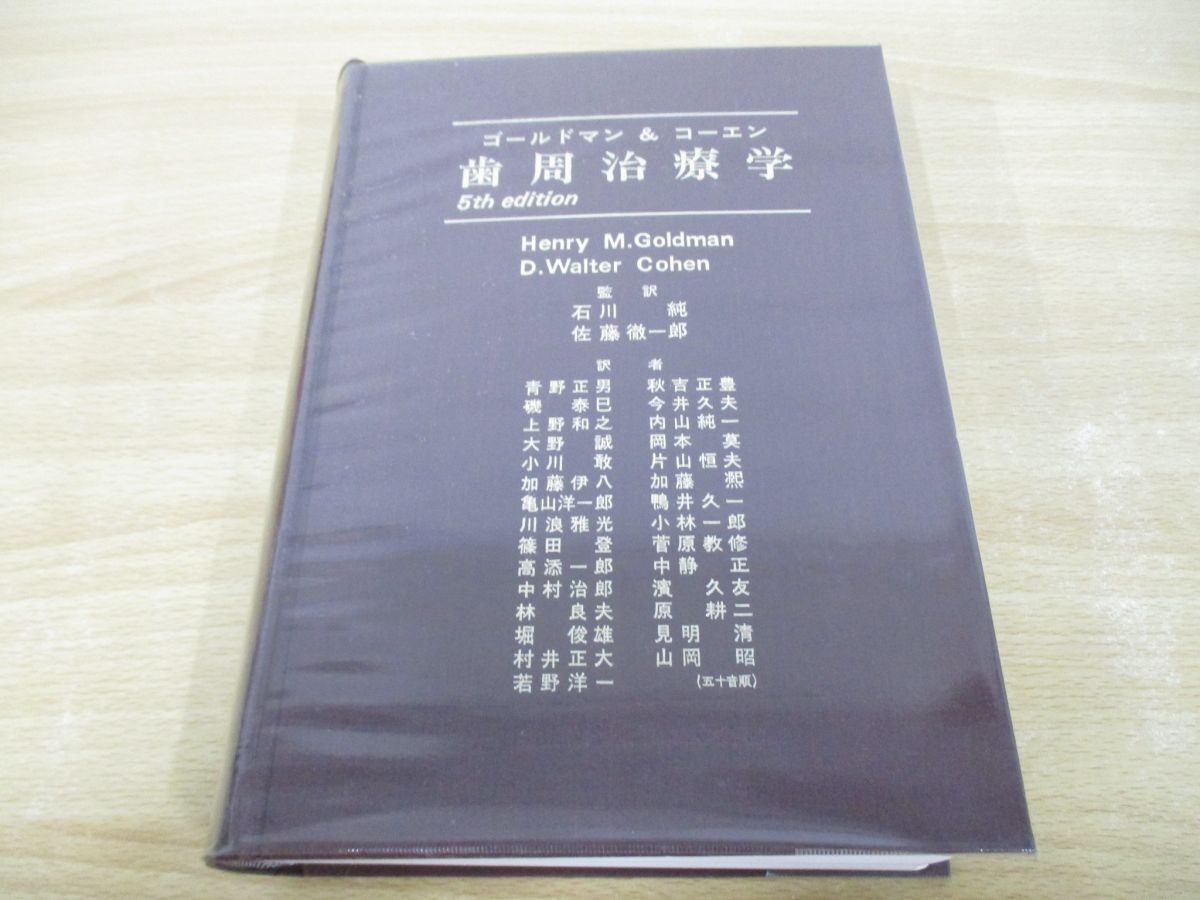 ゴールドマン & コーエン
歯周治療学
5th edition
Henry M.Goldman
D.Walter Cohen
監訳
石川 純
佐藤徹一郎
訳者
青野正男 秋吉正豊
磯 泰巳 今井久夫
上野和之 内山純一
大野 誠 岡本 莫
小川 敢 片山恒夫
加藤伊八 加藤 凞
亀山洋一郎 鴨井久一
川浪雅光 小林一郎
篠田 登 菅原教修
高添一郎 中静 正
中村治郎 濱 久友
林 良夫 原 耕二
堀 俊雄 見明 清
村井正大 山岡 昭
若野洋一 (五十音順)